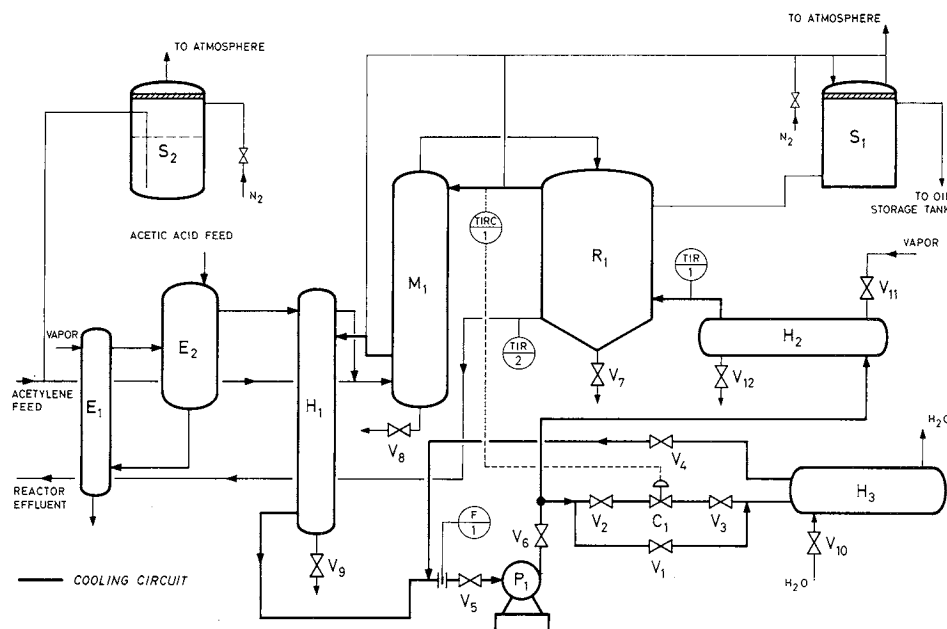 TO ATMOSPHERE
TO ATMOSPHERE
S₂
N₂
N₂
S₁
TO OIL
STORAGE TANK
ACETIC ACID FEED
TIRC
1
M₁
R₁
TIR
1
VAPOR
V₁₁
VAPOR
E₂
H₂
TIR
2
V₇
V₁₂
ACETYLENE
FEED
E₁
H₁
V₈
H₂O
V₄
REACTOR
EFFLUENT
H₃
F
1
V₂
C₁
V₃
V₆
V₁
V₁₀
V₉
COOLING CIRCUIT
V₅
P₁
H₂O